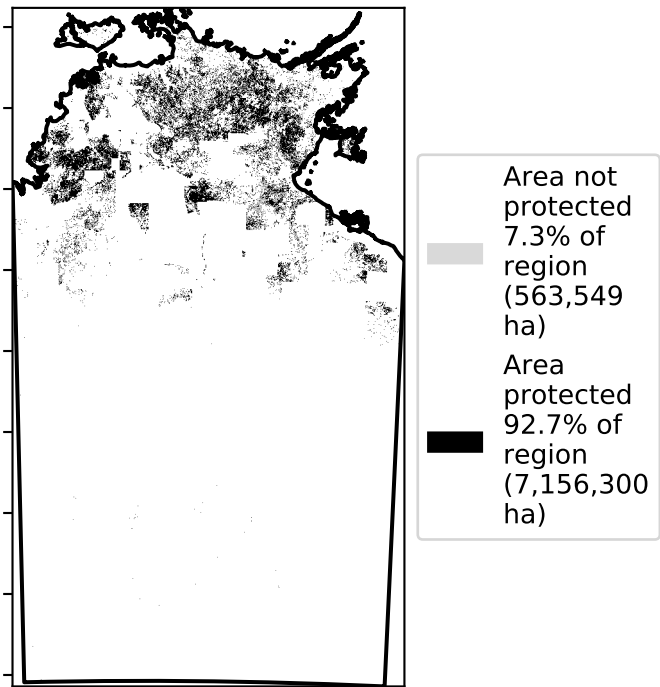 Area not
protected
7.3% of
region
(563,549
ha)
Area
protected
92.7% of
region
(7,156,300
ha)